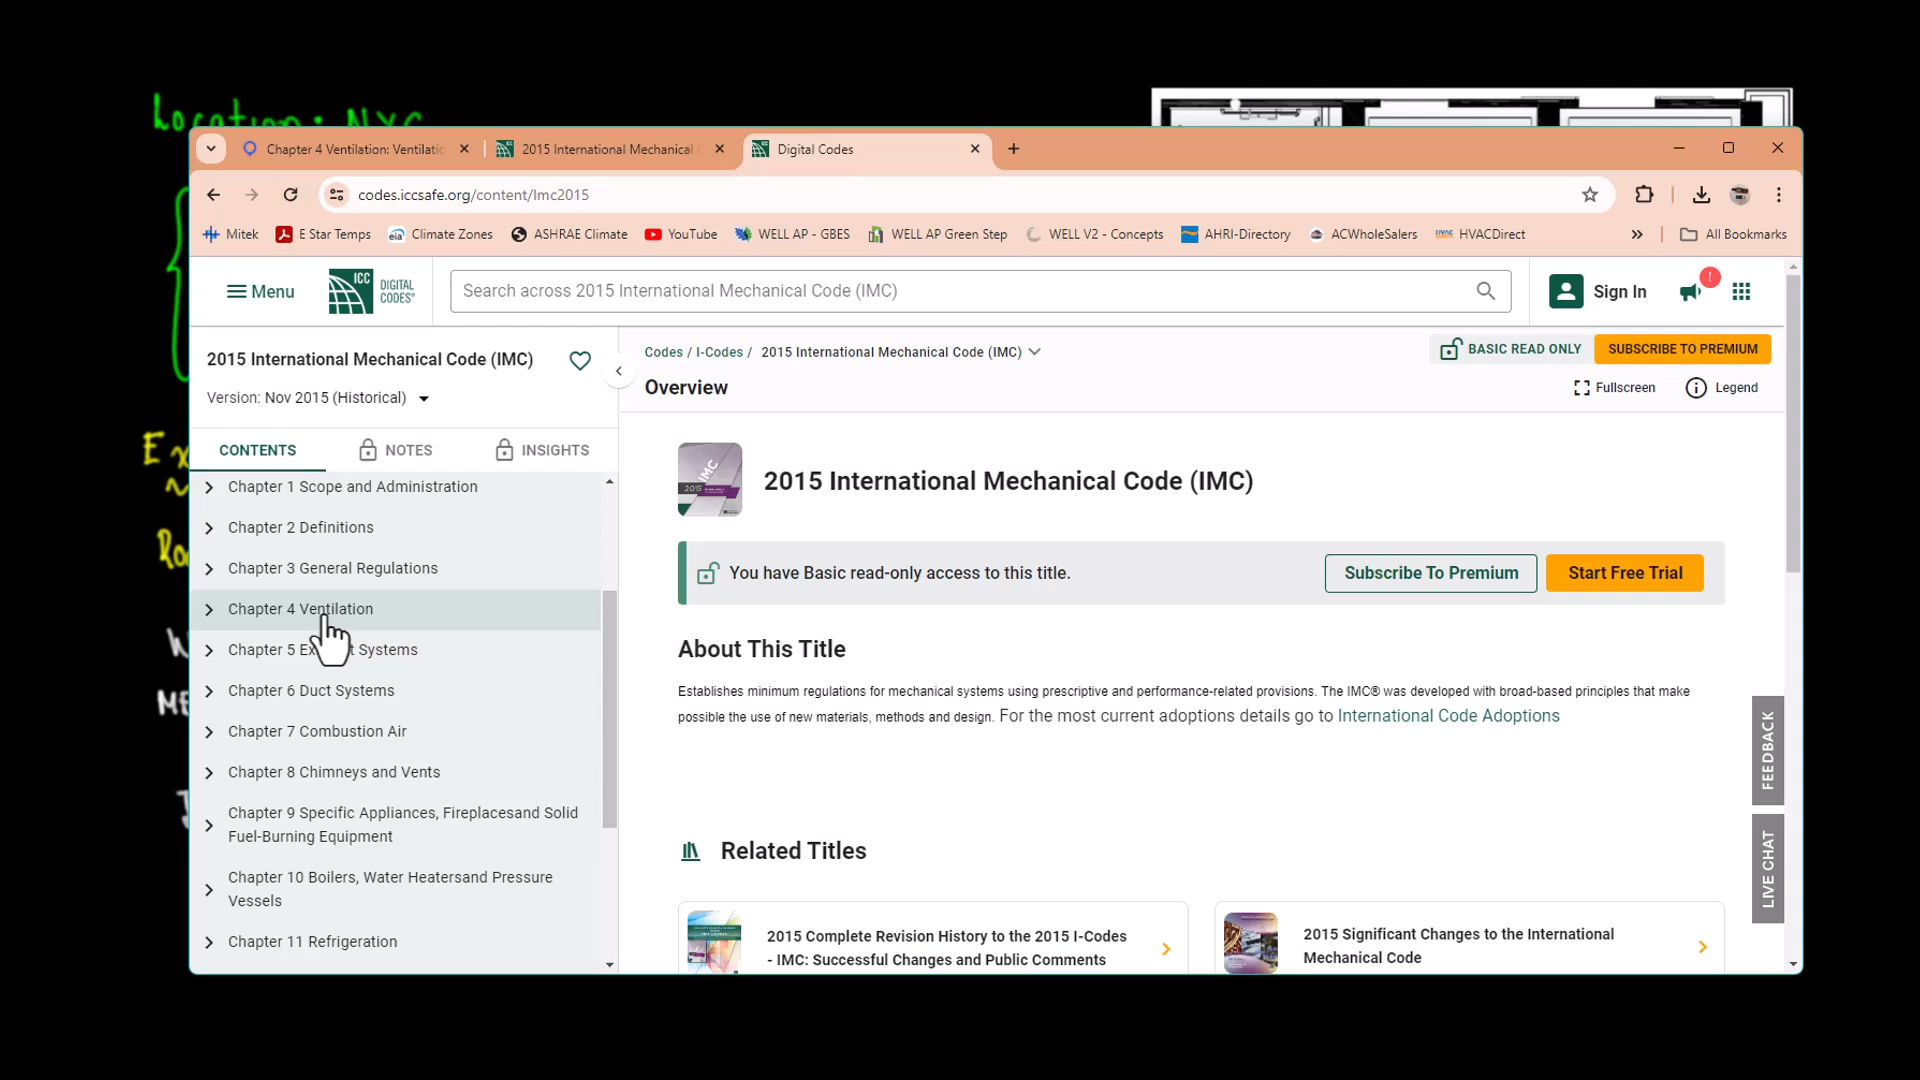 Location: NYC
Chapter 4 Ventilation: Ventilatio
2015 International Mechanical C
Digital Codes
codes.iccsafe.org/content/Imc2015
Mitek
E Star Temps
eia
Climate Zones
ASHRAE Climate
YouTube
WELL AP - GBES
WELL AP Green Step
WELL V2 - Concepts
AHRI-Directory
ACWholeSalers
HVACDirect
All Bookmarks
Menu
ICC
DIGITAL
CODES
Search across 2015 International Mechanical Code (IMC)
Sign In
2015 International Mechanical Code (IMC)
Version: Nov 2015 (Historical)
CONTENTS
NOTES
INSIGHTS
Chapter 1 Scope and Administration
Chapter 2 Definitions
Chapter 3 General Regulations
Chapter 4 Ventilation
Chapter 5 Ex t Systems
Chapter 6 Duct Systems
Chapter 7 Combustion Air
Chapter 8 Chimneys and Vents
Chapter 9 Specific Appliances, Fireplacesand Solid
Fuel-Burning Equipment
Chapter 10 Boilers, Water Heatersand Pressure
Vessels
Chapter 11 Refrigeration
Codes / I-Codes / 2015 International Mechanical Code (IMC)
BASIC READ ONLY
SUBSCRIBE TO PREMIUM
Overview
Fullscreen
Legend
IMC
2015
2015 International Mechanical Code (IMC)
You have Basic read-only access to this title.
Subscribe To Premium
Start Free Trial
About This Title
Establishes minimum regulations for mechanical systems using prescriptive and performance-related provisions. The IMC® was developed with broad-based principles that make
possible the use of new materials, methods and design. For the most current adoptions details go to International Code Adoptions
Related Titles
2015 Complete Revision History to the 2015 I-Codes
- IMC: Successful Changes and Public Comments
2015 Significant Changes to the International
Mechanical Code
FEEDBACK
LIVE CHAT